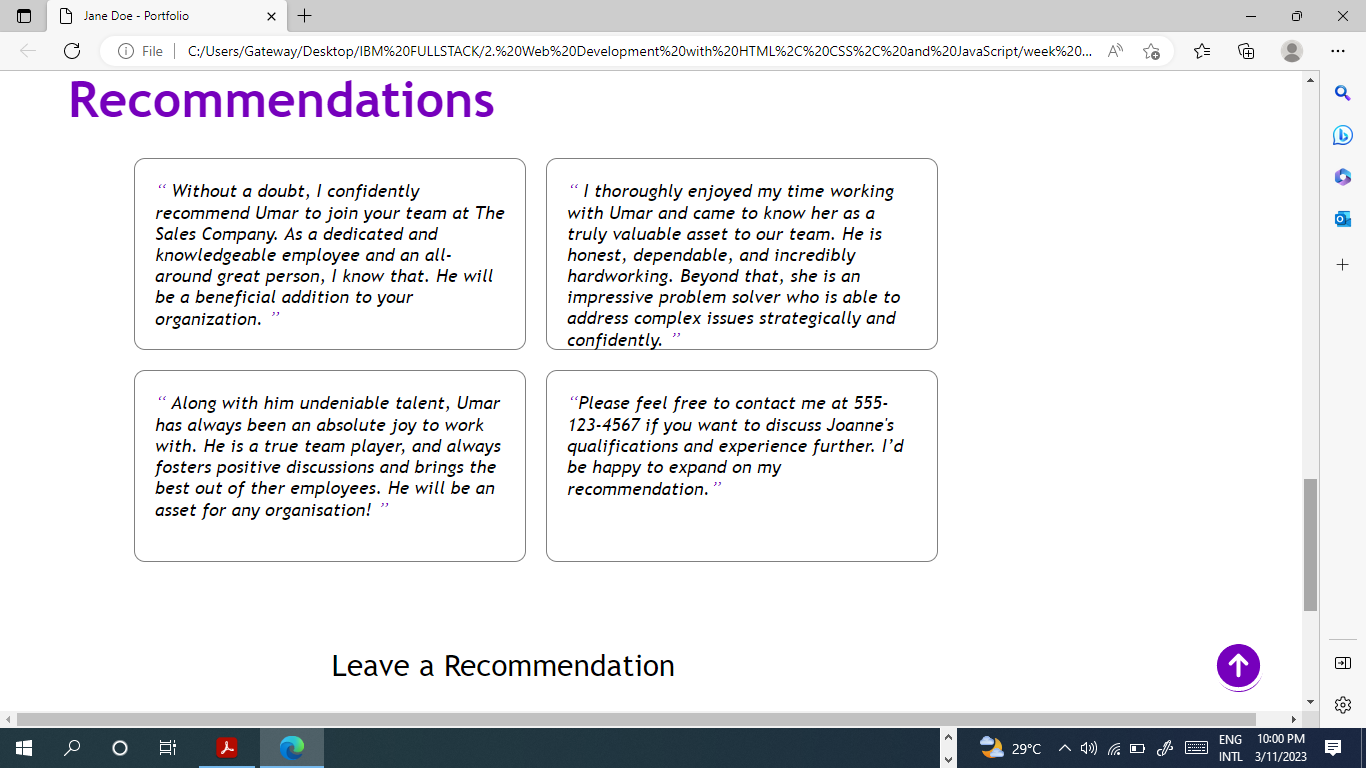 Jane Doe - Portfolio
File
C:/Users/Gateway/Desktop/IBM%20FULLSTACK/2.%20Web%20Development%20with%20HTML%2C%20CSS%2C%20and%20JavaScript/week%20...
Recommendations
“ Without a doubt, I confidently
recommend Umar to join your team at The
Sales Company. As a dedicated and
knowledgeable employee and an all-
around great person, I know that. He will
be a beneficial addition to your
organization. ”
“ I thoroughly enjoyed my time working
with Umar and came to know her as a
truly valuable asset to our team. He is
honest, dependable, and incredibly
hardworking. Beyond that, she is an
impressive problem solver who is able to
address complex issues strategically and
confidently. ”
“ Along with him undeniable talent, Umar
has always been an absolute joy to work
with. He is a true team player, and always
fosters positive discussions and brings the
best out of ther employees. He will be an
asset for any organisation! ”
“Please feel free to contact me at 555-
123-4567 if you want to discuss Joanne's
qualifications and experience further. I’d
be happy to expand on my
recommendation.”
Leave a Recommendation
29°C
ENG
INTL
10:00 PM
3/11/2023